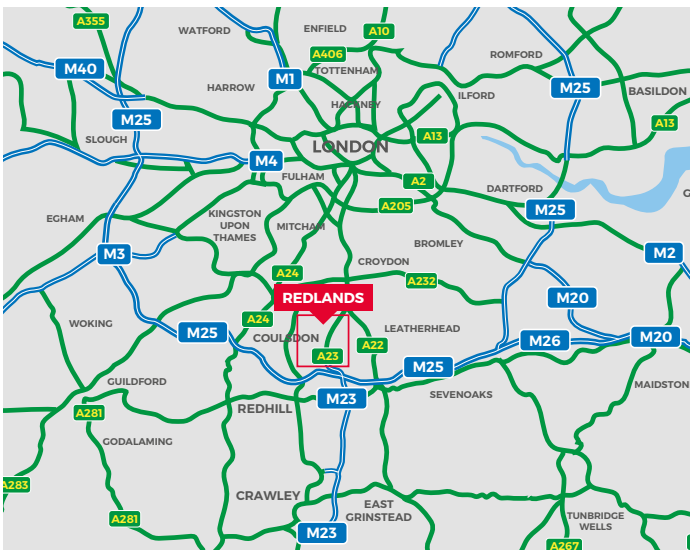 A355
WATFORD
ENFIELD
A10
A406
M40
M1
TOTTENHAM
ROMFORD
HARROW
HACKNEY
ILFORD
M25
BASILDON
M25
A13
A13
SLOUGH
LONDON
M4
FULHAM
A2
DARTFORD
G
A205
M25
EGHAM
KINGSTON
UPON
THAMES
MITCHAM
BROMLEY
M3
CROYDON
M2
A24
A232
REDLANDS
M20
A24
WOKING
M25
COULSDON
LEATHERHEAD
A23
A22
M26
M20
M25
GUILDFORD
SEVENOAKS
MAIDSTON
A281
REDHILL
M23
GODALMING
A283
CRAWLEY
EAST
GRINSTEAD
A281
M23
TUNBRIDGE
WELLS
A267